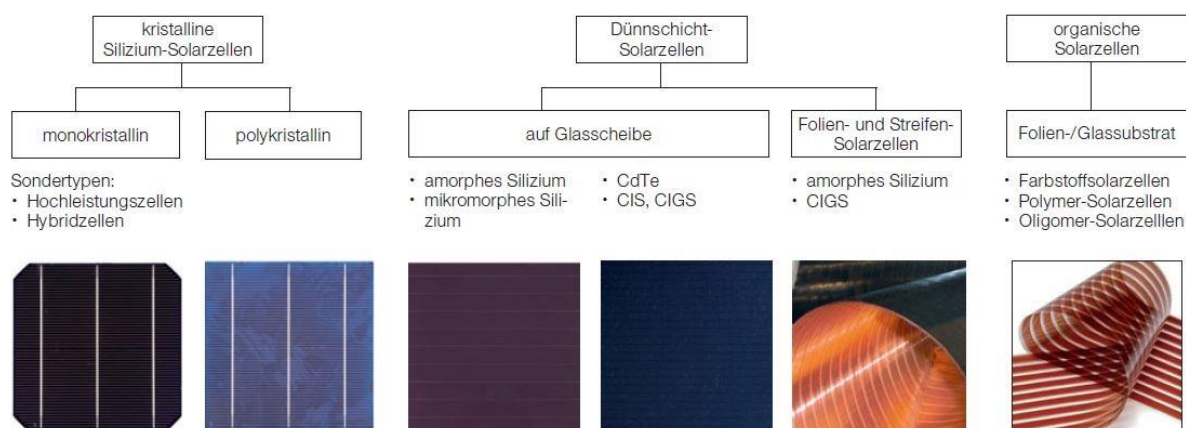 kristalline
Silizium-Solarzellen
Dünnschicht-
Solarzellen
organische
Solarzellen
monokristallin
polykristallin
auf Glasscheibe
Folien- und Streifen-
Solarzellen
Folien-/Glassubstrat
Sondertypen:
• Hochleistungszellen
• Hybridzellen
• amorphes Silizium
• mikromorphes Sili-
zium
• CdTe
• CIS, CIGS
• amorphes Silizium
• CIGS
• Farbstoffsolarzellen
• Polymer-Solarzellen
• Oligomer-Solarzelllen